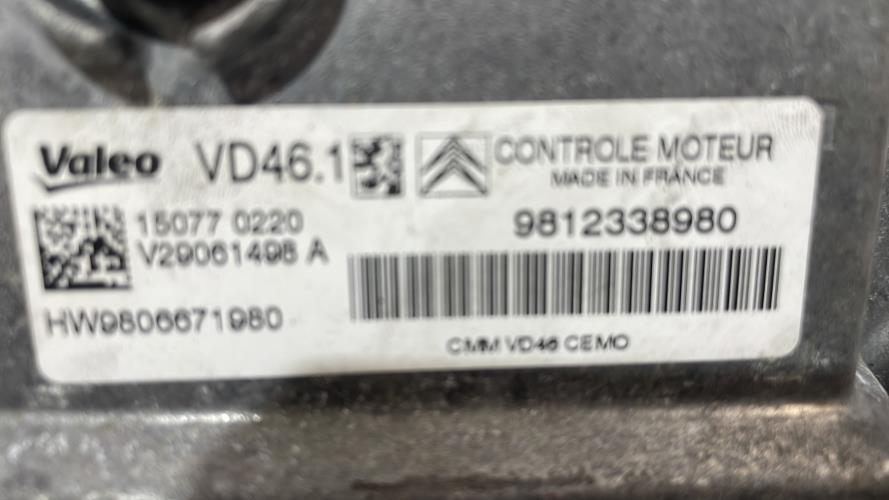 Valeo VD46.1 CONTROLE MOTEUR
MADE IN FRANCE
15077 0220 9812338980
V29061498 A
HW9806671980
CMM VD46 CEMO